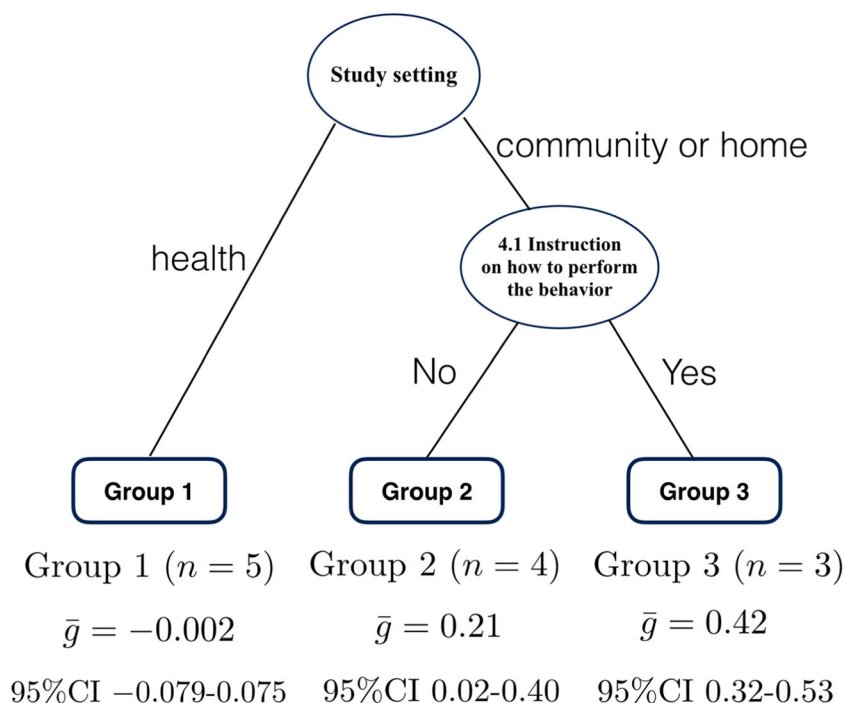 Study setting
community or home
health
4.1 Instruction
on how to perform
the behavior
No
Yes
Group 1
Group 2
Group 3
Group 1 (n = 5)
Group 2 (n = 4)
Group 3 (n = 3)
ḡ = −0.002
ḡ = 0.21
ḡ = 0.42
95%CI −0.079-0.075
95%CI 0.02-0.40
95%CI 0.32-0.53